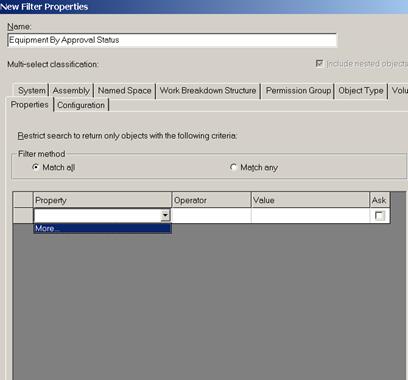 New Filter Properties
Name:
Equipment By Approval Status
Multi-select classification:
Include nested objects
System Assembly Named Space Work Breakdown Structure Permission Group Object Type
Properties Configuration
Restrict search to return only objects with the following criteria:
Filter method
Match all Match any
Property Operator Value Ask
More...